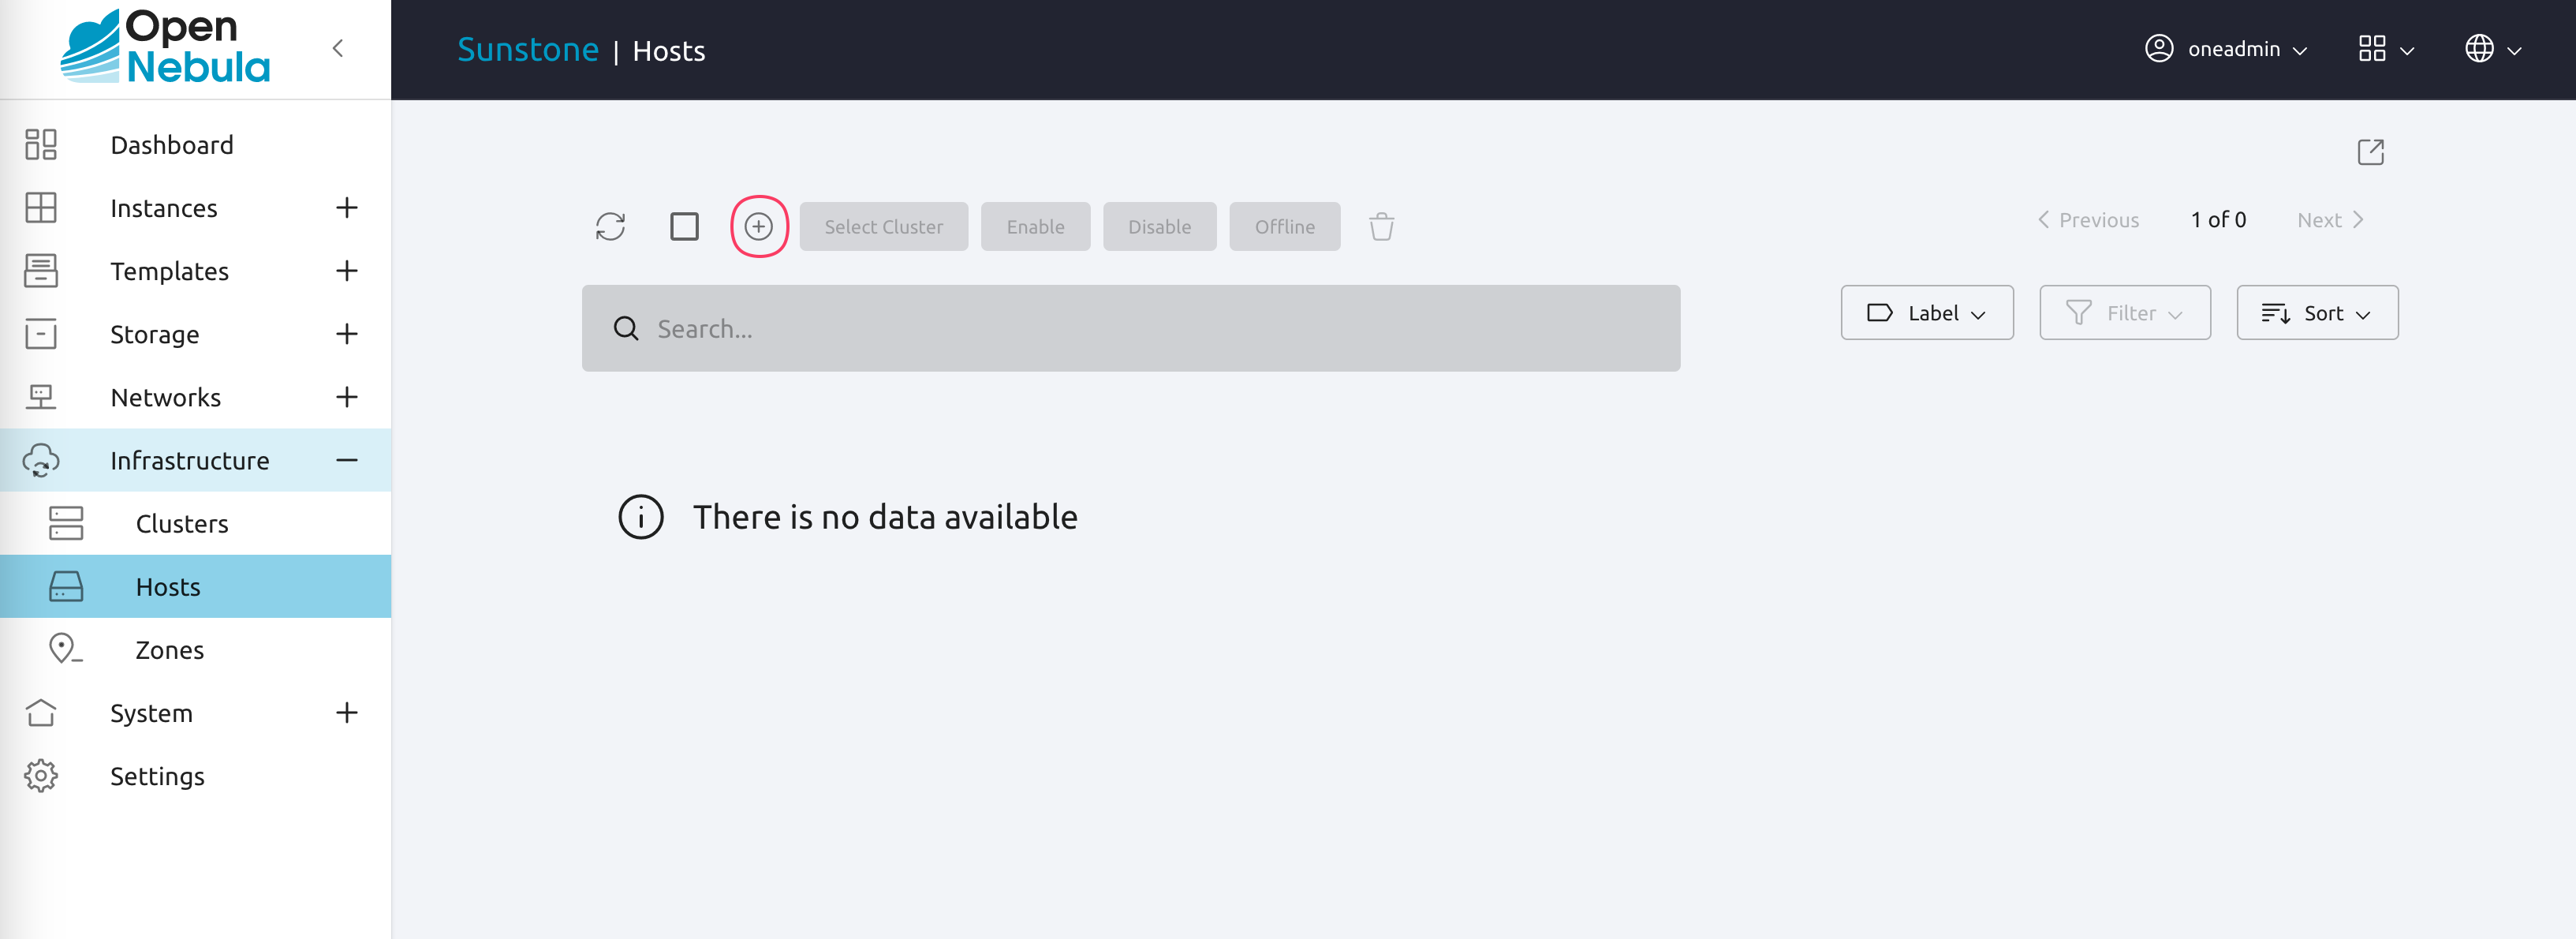 Open
Nebula
Sunstone | Hosts
oneadmin
Dashboard
Instances
Templates
Storage
Networks
Infrastructure
Clusters
Hosts
Zones
System
Settings
Select Cluster
Enable
Disable
Offline
Previous
1 of 0
Next
Search...
Label
Filter
Sort
There is no data available